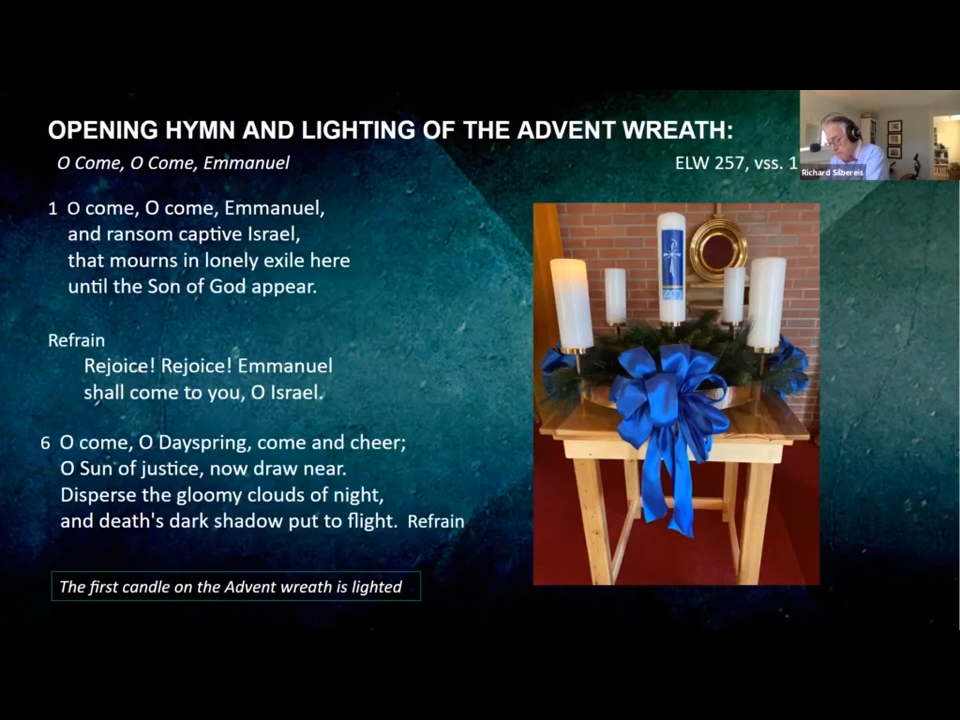 OPENING HYMN AND LIGHTING OF THE ADVENT WREATH:
O Come, O Come, Emmanuel
ELW 257, vss. 1
Richard Silbereis
1 O come, O come, Emmanuel,
and ransom captive Israel,
that mourns in lonely exile here
until the Son of God appear.
Refrain
Rejoice! Rejoice! Emmanuel
shall come to you, O Israel.
6 O come, O Dayspring, come and cheer;
O Sun of justice, now draw near.
Disperse the gloomy clouds of night,
and death's dark shadow put to flight. Refrain
The first candle on the Advent wreath is lighted